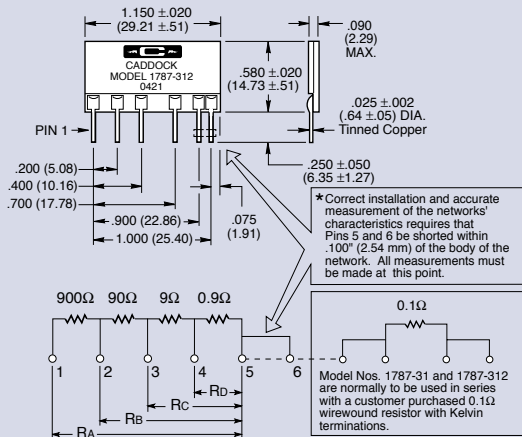 1.150 ±.020
(29.21 ±.51)
.090
(2.29)
MAX.
CADDOCK
MODEL 1787-312
0421
.580 ±.020
(14.73 ±.51)
.025 ±.002
(.64 ±.05) DIA.
Tinned Copper
PIN 1
.200 (5.08)
.400 (10.16)
.700 (17.78)
.900 (22.86)
1.000 (25.40)
.075
(1.91)
.250 ±.050
(6.35 ±1.27)
* Correct installation and accurate
measurement of the networks'
characteristics requires that
Pins 5 and 6 be shorted within
.100" (2.54 mm) of the body of the
network. All measurements must
be made at this point.
900Ω 90Ω 9Ω 0.9Ω
0.1Ω
1 2 3 4 5 6
RD
RC
RB
RA
Model Nos. 1787-31 and 1787-312
are normally to be used in series
with a customer purchased 0.1Ω
wirewound resistor with Kelvin
terminations.